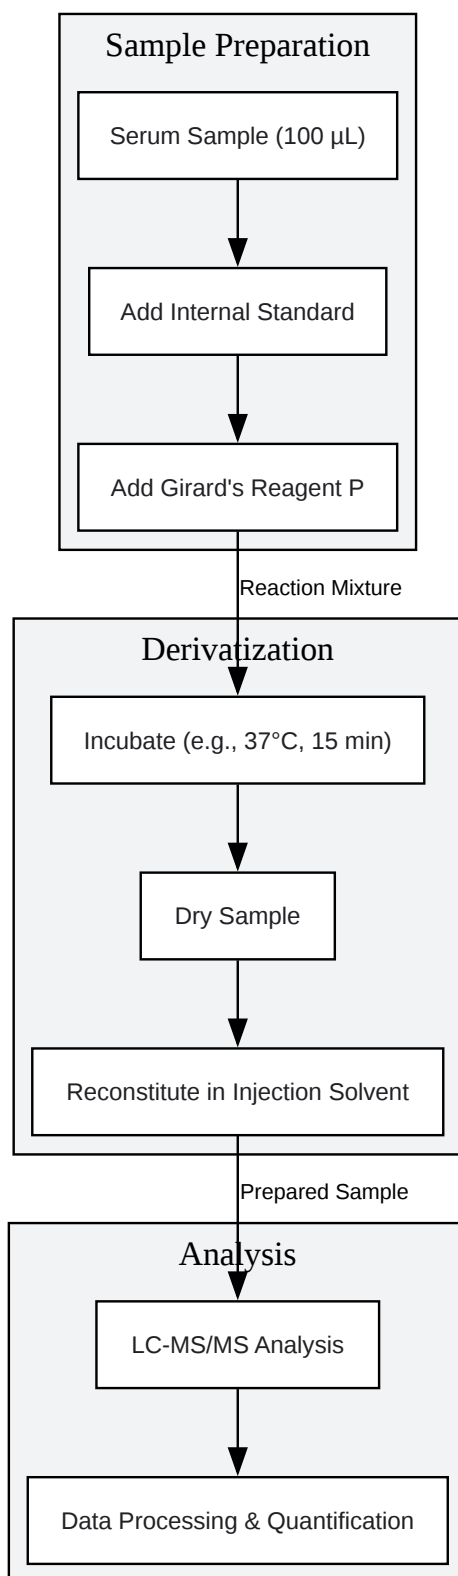 Sample Preparation
Serum Sample (100 µL)
Add Internal Standard
Add Girard's Reagent P
Reaction Mixture
Derivatization
Incubate (e.g., 37°C, 15 min)
Dry Sample
Reconstitute in Injection Solvent
Prepared Sample
Analysis
LC-MS/MS Analysis
Data Processing & Quantification